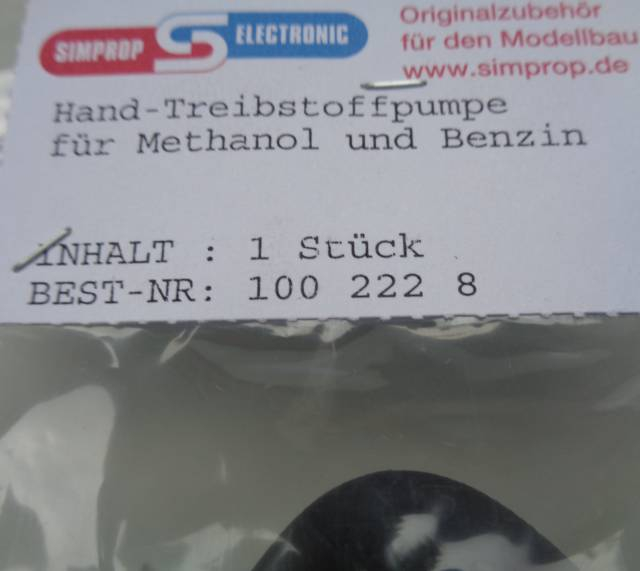 SIMPROP S ELECTRONIC
Originalzubehör
für den Modellbau
www.simprop.de
Hand-Treibstoffpumpe
für Methanol und Benzin
INHALT : 1 Stück
BEST-NR: 100 222 8